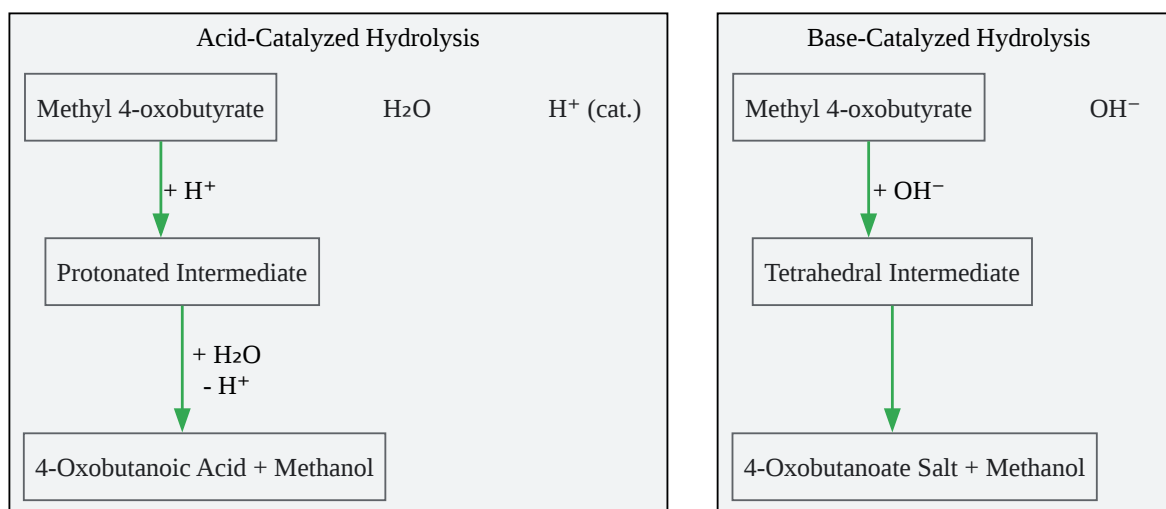 Acid-Catalyzed Hydrolysis
Methyl 4-oxobutyrate
H₂O
H⁺ (cat.)
+ H⁺
Protonated Intermediate
+ H₂O
- H⁺
4-Oxobutanoic Acid + Methanol
Base-Catalyzed Hydrolysis
Methyl 4-oxobutyrate
OH⁻
+ OH⁻
Tetrahedral Intermediate
4-Oxobutanoate Salt + Methanol